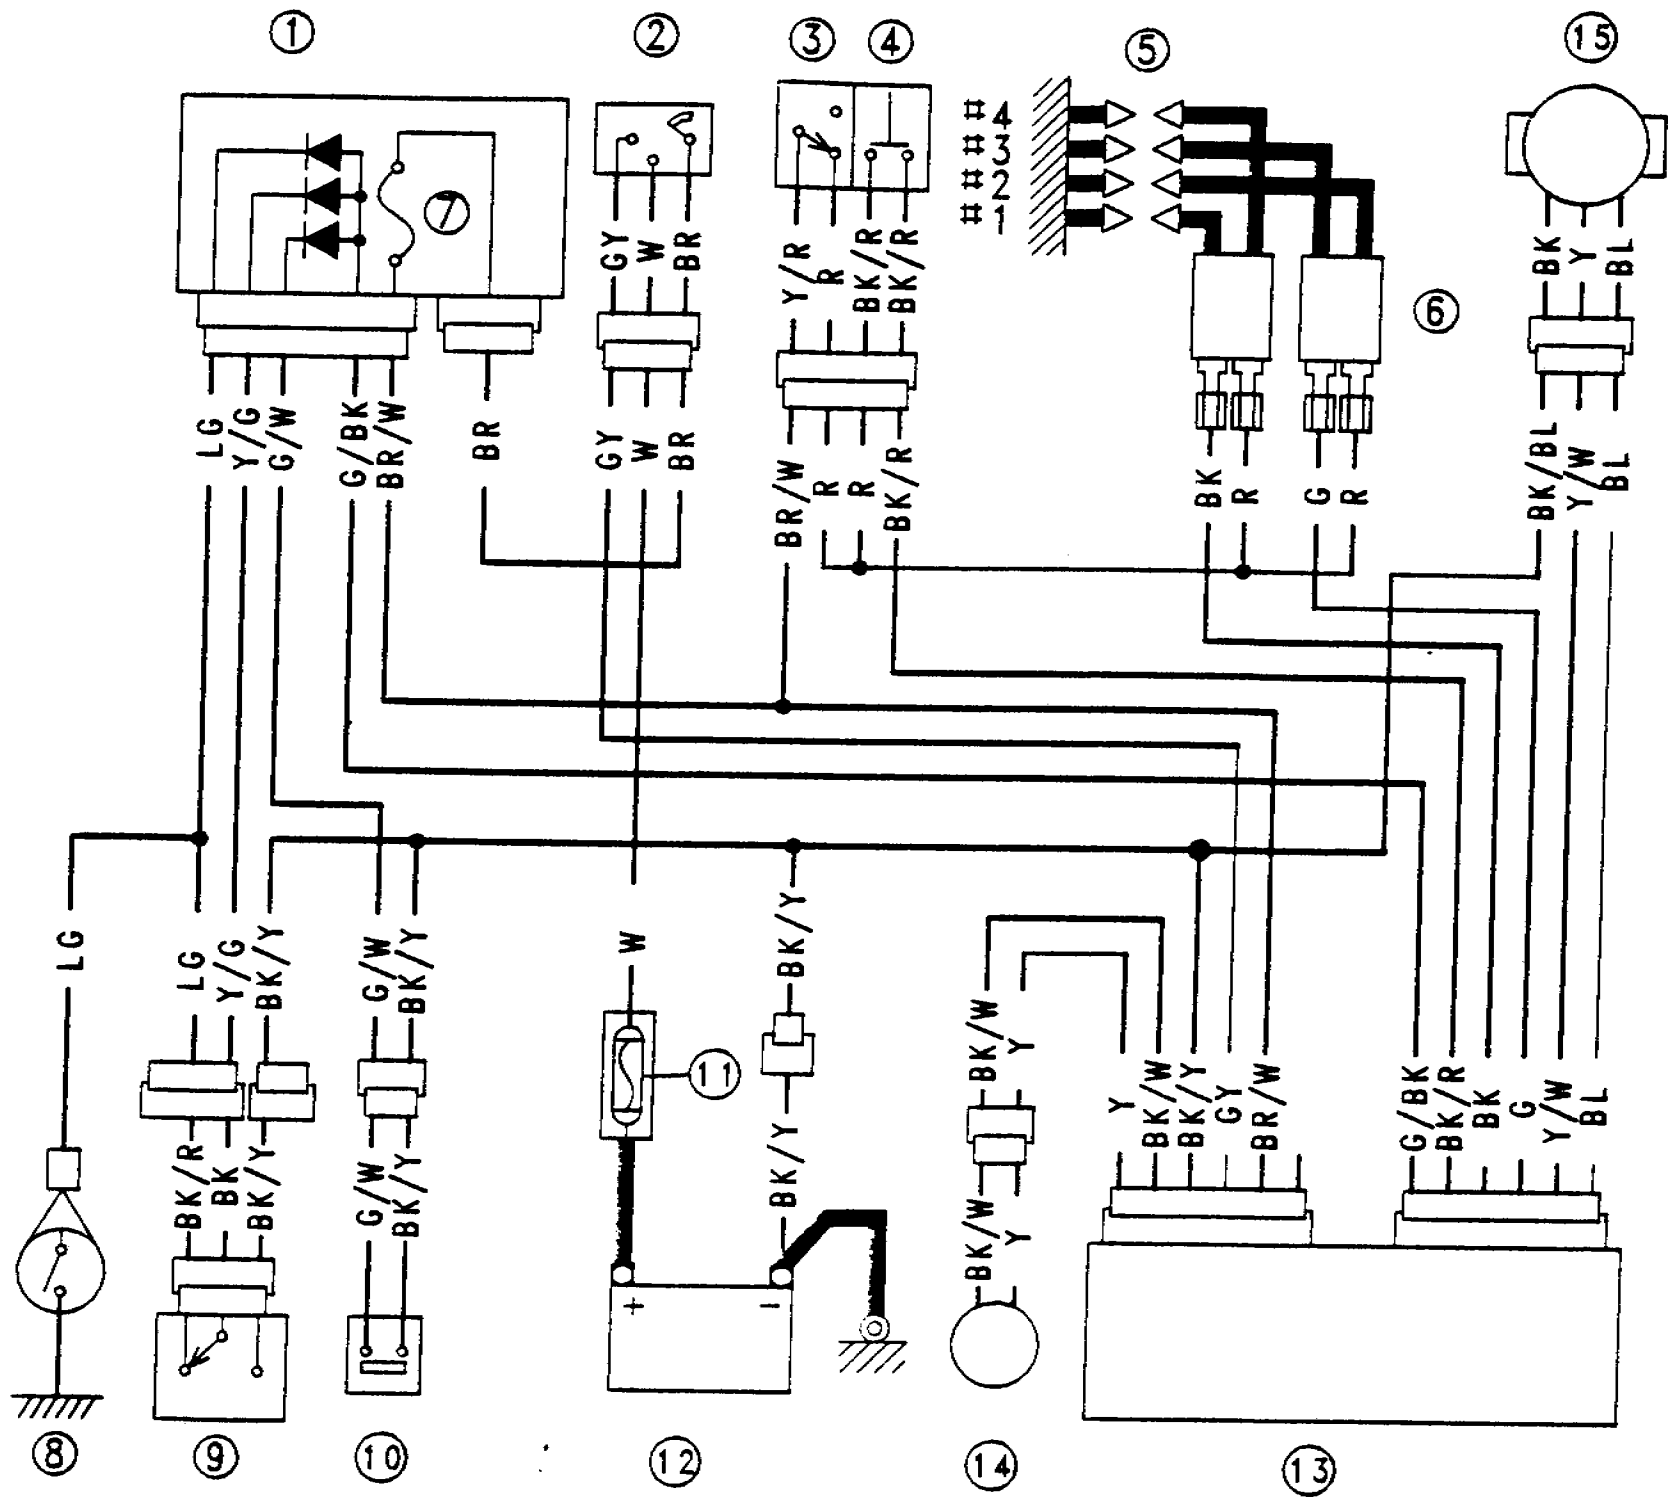 1 2 3 4 5 15
#4
#3
#2
#1
7
6
GY W BR
Y/R R BK/R BK/R
BK Y BL
LG Y/G G/W G/BK BR/W BR
GY W BR
BR/W R R BK/R
BK R G R
BK/BL Y/W BL
LG
LG Y/G BK/Y
G/W BK/Y
W
BK/Y
BK/W Y
11
Y BK/W BK/Y GY BR/W
G/BK BK/R BK G Y/W BL
BK/R BK BK/Y
G/W BK/Y
BK/Y
BK/W Y
+ −
8 9 10 12 14 13